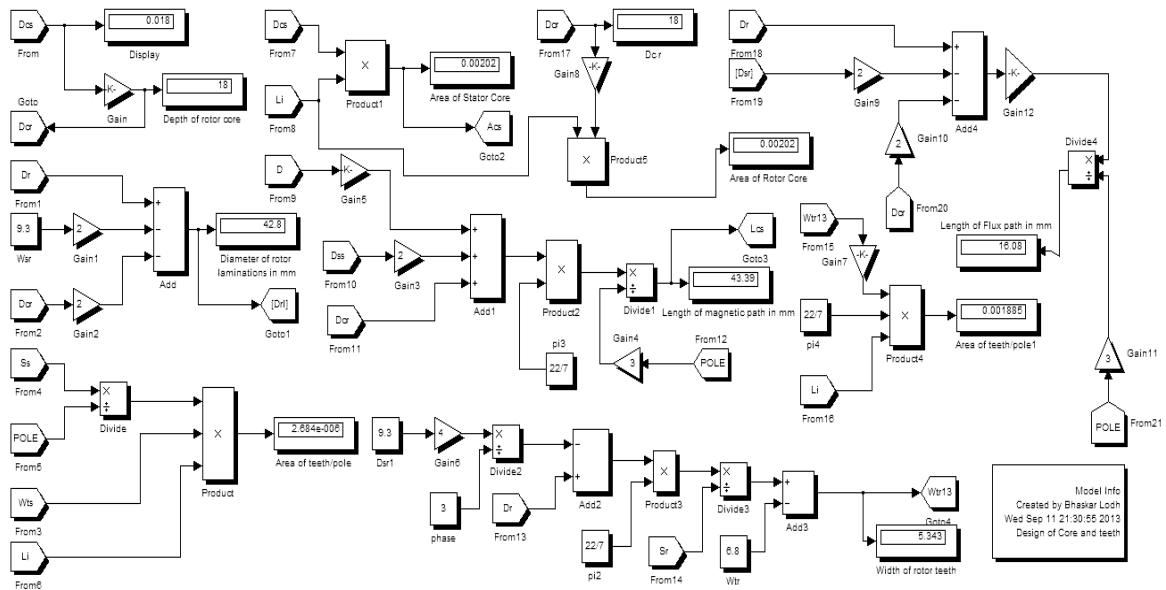 Dcs
From
0.018
Display
K-
Gain
18
Depth of rotor core
Goto
Dcr
Dr
From1
9.3
Wsr
2
Gain1
Dcr
From2
2
Gain2
+
−
−
Add
42.8
Diameter of rotor
laminations in mm
[Drl]
Goto1
Ss
From4
POLE
From5
×
÷
Divide
Wts
From3
Li
From6
×
Product
2.684e-006
Area of teeth/pole
Dcs
From7
Li
From8
×
Product1
0.00202
Area of Stator Core
Acs
Goto2
Dcr
From17
18
Dcr
-K-
Gain8
×
Product5
0.00202
Area of Rotor Core
D
From9
K-
Gain5
Dss
From10
2
Gain3
Dcr
From11
+
+
+
Add1
×
Product2
22/7
pi3
×
÷
Divide1
3
Gain4
From12
POLE
Lcs
Goto3
43.39
Length of magnetic path in mm
9.3
Dsr1
4
Gain6
3
phase
×
÷
Divide2
Dr
From13
−
+
Add2
22/7
pi2
×
Product3
Sr
From14
×
÷
Divide3
6.8
Wtr
+
−
Add3
Wtr13
Goto4
5.343
Width of rotor teeth
Dr
From18
[Dsr]
From19
2
Gain9
2
Gain10
Dcr
From20
+
−
−
Add4
-K-
Gain12
Divide4
×
÷
Length of Flux path in mm
16.08
Wtr13
From15
-K-
Gain7
22/7
pi4
Li
From16
×
Product4
0.001885
Area of teeth/pole1
3
Gain11
POLE
From21
Model Info
Created by Bhaskar Lodh
Wed Sep 11 21:30:55 2013
Design of Core and teeth